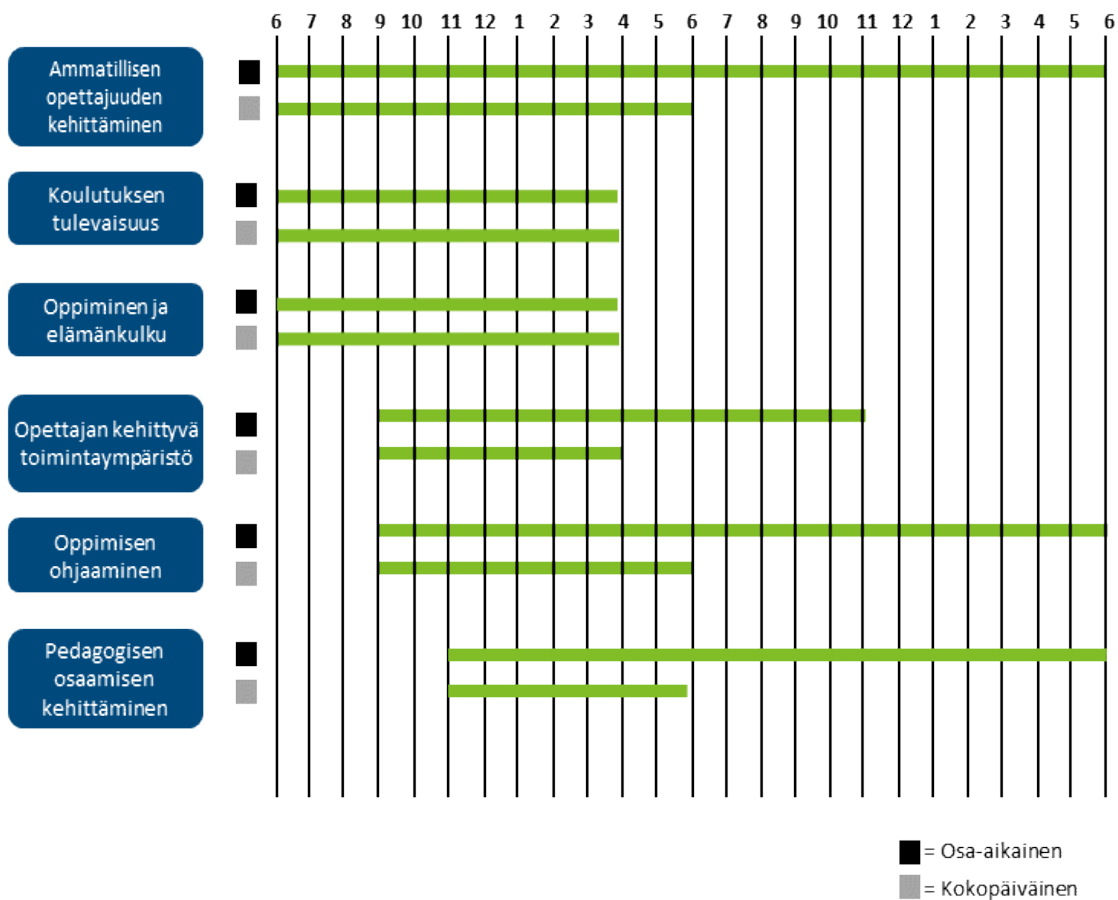 6 7 8 9 10 11 12 1 2 3 4 5 6 7 8 9 10 11 12 1 2 3 4 5 6
Ammatillisen
opettajuuden
kehittäminen
Koulutuksen
tulevaisuus
Oppiminen ja
elämänkulku
Opettajan kehittyvä
toimintaympäristö
Oppimisen
ohjaaminen
Pedagogisen
osaamisen
kehittäminen
= Osa-aikainen
= Kokopäiväinen